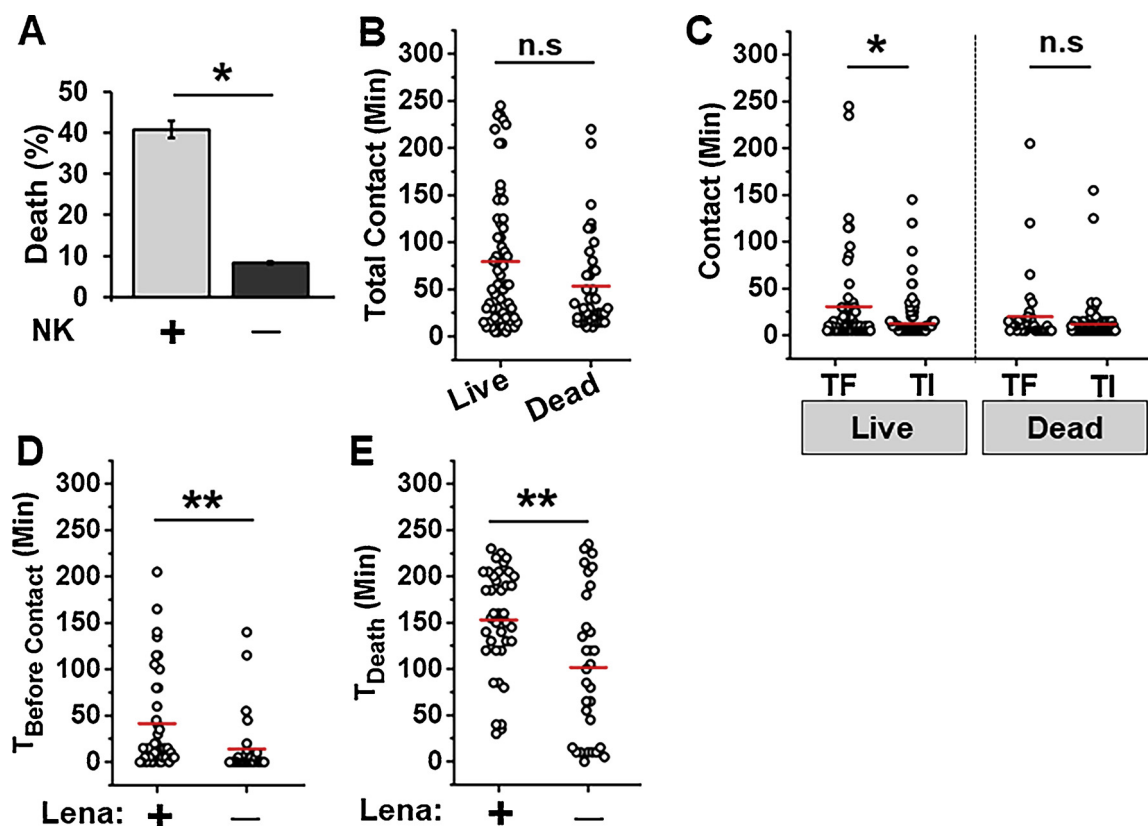 A
Death (%)
50
40
30
20
10
0
*
NK + —
B
Total Contact (Min)
300
250
200
150
100
50
0
n.s
Live Dead
C
Contact (Min)
300
250
200
150
100
50
0
* n.s
TF TI TF TI
Live Dead
D
T Before Contact (Min)
300
250
200
150
100
50
0
**
Lena: + —
E
T Death (Min)
300
250
200
150
100
50
0
**
Lena: + —